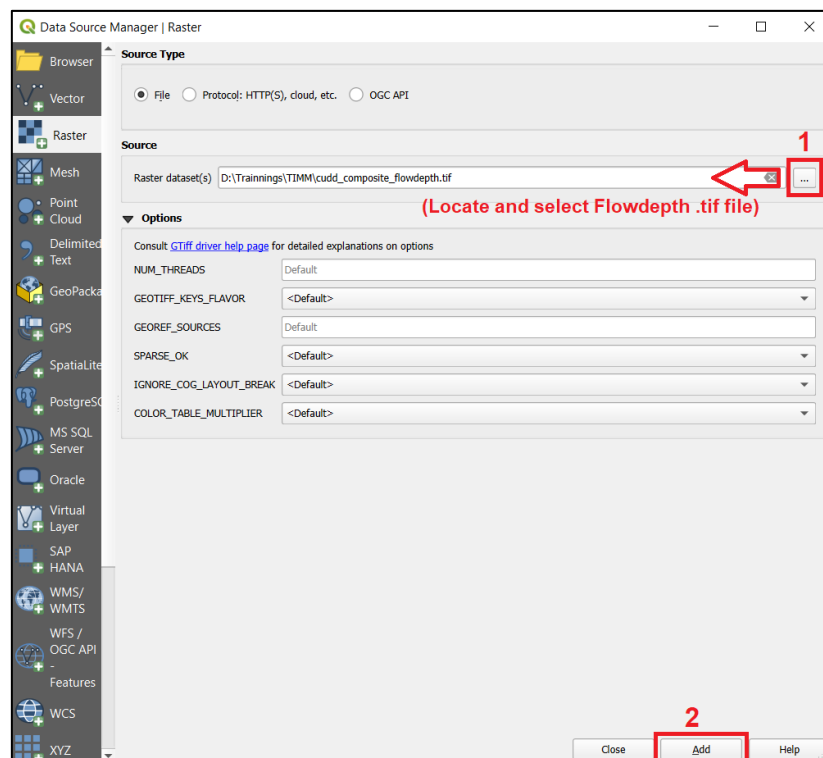 Data Source Manager | Raster
Browser
Vector
Raster
Mesh
Point
Cloud
Delimited
Text
GeoPacka
GPS
SpatiaLite
PostgreSQ
MS SQL
Server
Oracle
Virtual
Layer
SAP
HANA
WMS/
WMTS
WFS /
OGC API
-
Features
WCS
XYZ
Source Type
File
Protocol: HTTP(S), cloud, etc.
OGC API
Source
1
Raster dataset(s) D:\Trainnings\TIMM\cudd_composite_flowdepth.tif
...
(Locate and select Flowdepth .tif file)
Options
Consult GTiff driver help page for detailed explanations on options
NUM_THREADS Default
GEOTIFF_KEYS_FLAVOR <Default>
GEOREF_SOURCES Default
SPARSE_OK <Default>
IGNORE_COG_LAYOUT_BREAK <Default>
COLOR_TABLE_MULTIPLIER <Default>
2
Close Add Help